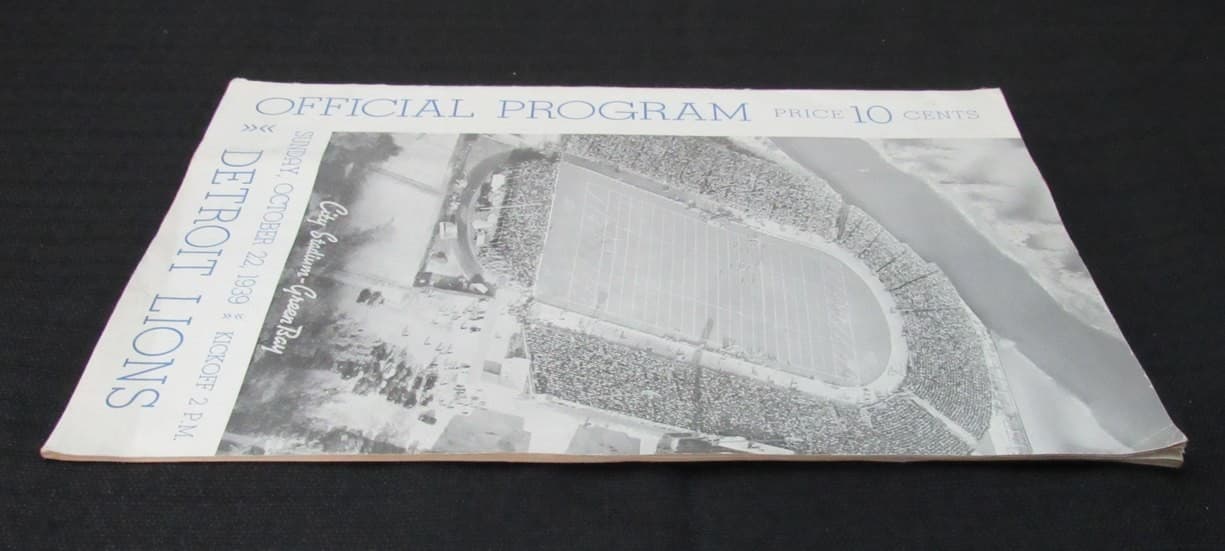 OFFICIAL PROGRAM PRICE 10 CENTS
»« DETROIT LIONS
SUNDAY, OCTOBER 22, 1939 « KICKOFF 2 P.M.
City Stadium - Green Bay